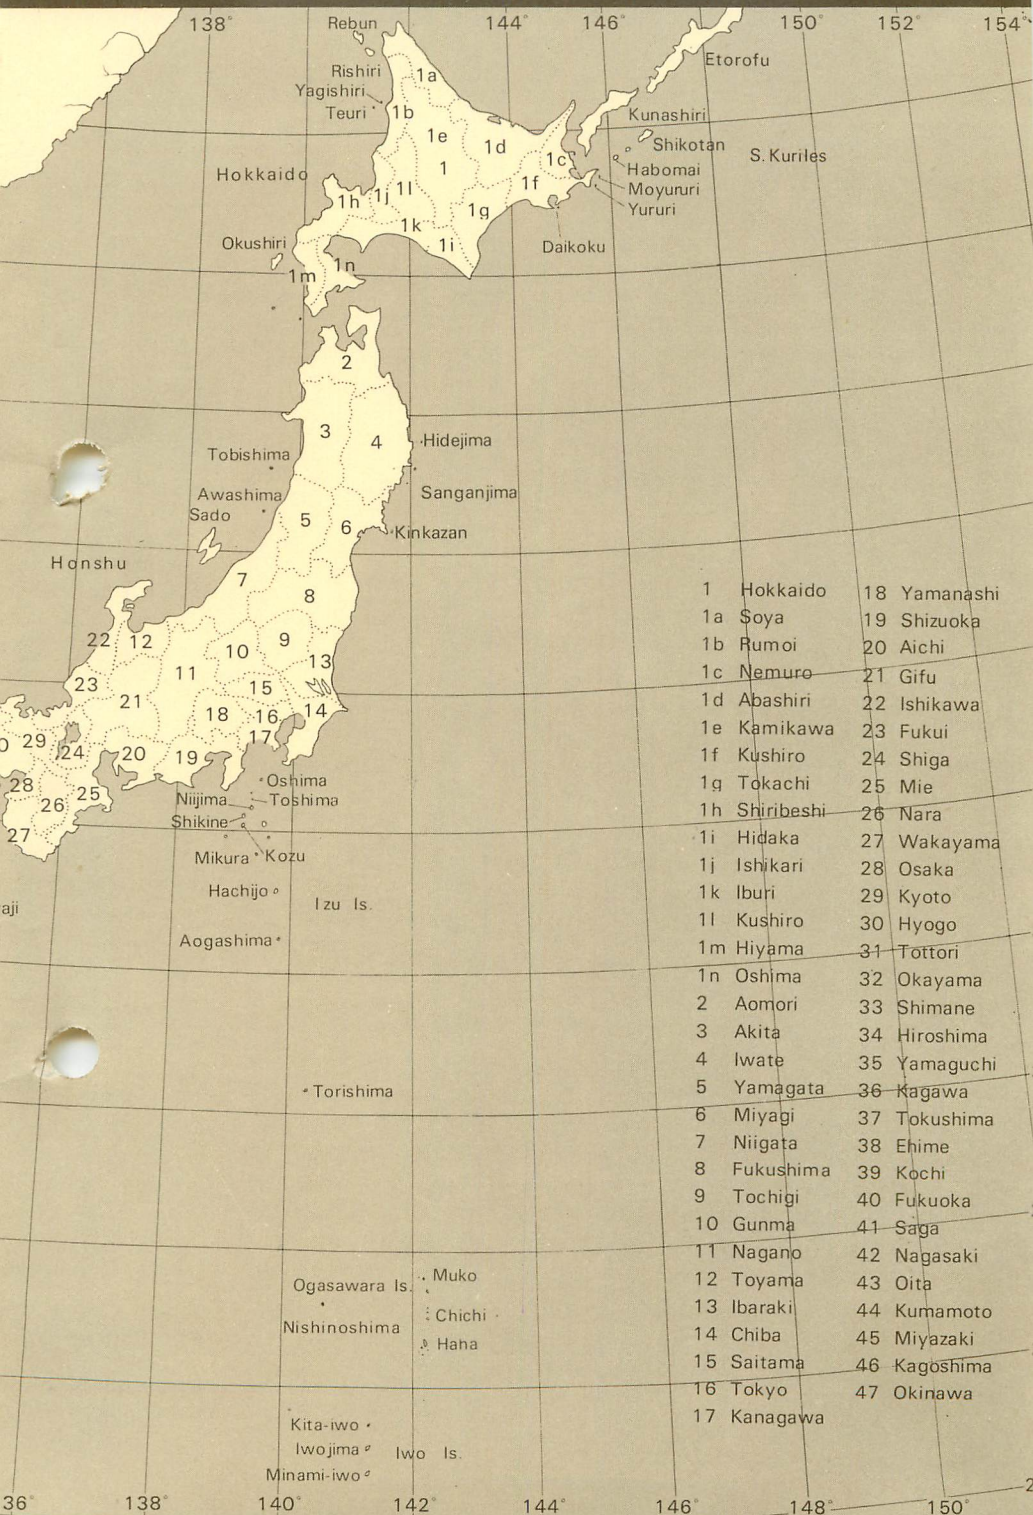 138° 144° 146° 150° 152° 154°
Rebun
Etorofu
Rishiri
1a
Yagishiri
Teuri
1b
Kunashiri
1e
1d
Shikotan
S. Kuriles
1c
Habomai
Hokkaido
1
1f
Moyururi
1h
1j
1l
1g
Yururi
1k
Okushiri
1i
Daikoku
1m
1n
2
3
4
Hidejima
Tobishima
Awashima
Sanganjima
Sado
5
6
Kinkazan
Honshu
7
8
22
12
10
9
13
23
21
11
15
14
18
16
17
0
29
24
20
19
28
26
25
27
Oshima
Niijima
Toshima
Shikine
Mikura
Kozu
Hachijo
Izu Is.
aji
Aogashima
Torishima
Ogasawara Is.
Muko
Nishinoshima
Chichi
Haha
Kita-iwo
Iwojima
Iwo Is.
Minami-iwo
36° 138° 140° 142° 144° 146° 148° 150°
2
1 Hokkaido
1a Soya
1b Rumoi
1c Nemuro
1d Abashiri
1e Kamikawa
1f Kushiro
1g Tokachi
1h Shiribeshi
1i Hidaka
1j Ishikari
1k Iburi
1l Kushiro
1m Hiyama
1n Oshima
2 Aomori
3 Akita
4 Iwate
5 Yamagata
6 Miyagi
7 Niigata
8 Fukushima
9 Tochigi
10 Gunma
11 Nagano
12 Toyama
13 Ibaraki
14 Chiba
15 Saitama
16 Tokyo
17 Kanagawa
18 Yamanashi
19 Shizuoka
20 Aichi
21 Gifu
22 Ishikawa
23 Fukui
24 Shiga
25 Mie
26 Nara
27 Wakayama
28 Osaka
29 Kyoto
30 Hyogo
31 Tottori
32 Okayama
33 Shimane
34 Hiroshima
35 Yamaguchi
36 Kagawa
37 Tokushima
38 Ehime
39 Kochi
40 Fukuoka
41 Saga
42 Nagasaki
43 Oita
44 Kumamoto
45 Miyazaki
46 Kagoshima
47 Okinawa